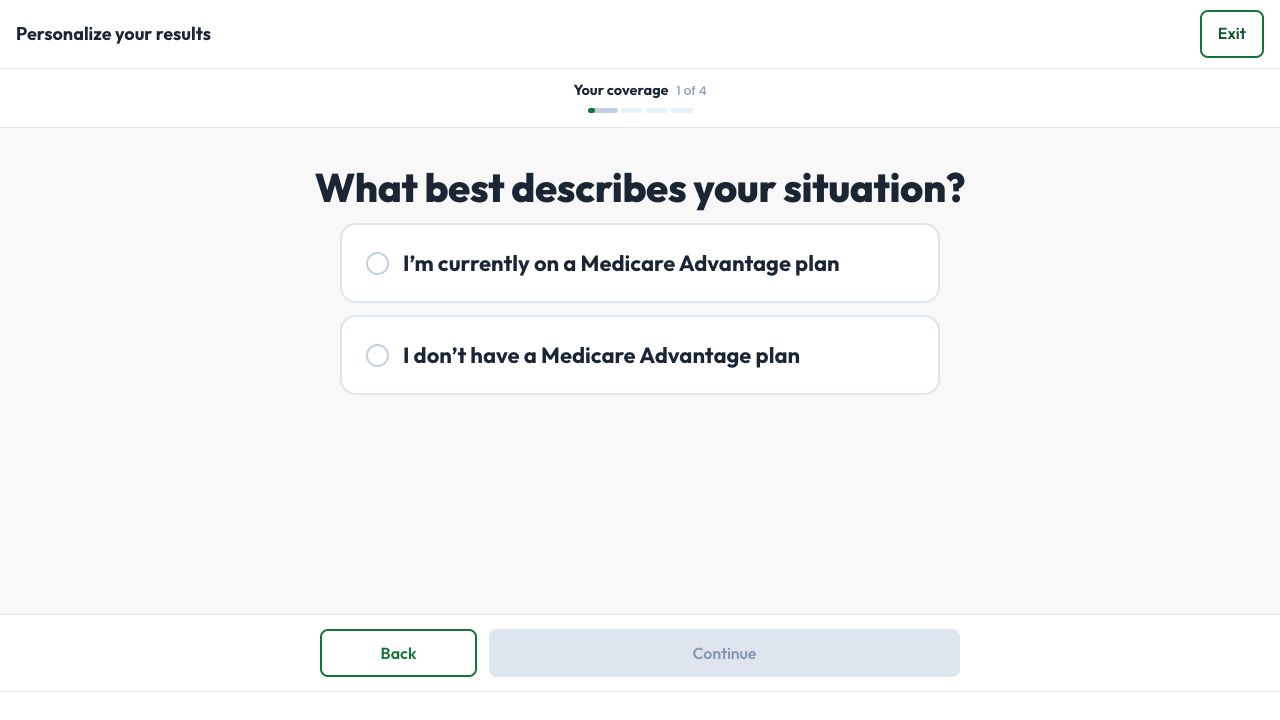 Personalize your results
Exit
Your coverage 1 of 4
What best describes your situation?
I’m currently on a Medicare Advantage plan
I don’t have a Medicare Advantage plan
Back
Continue